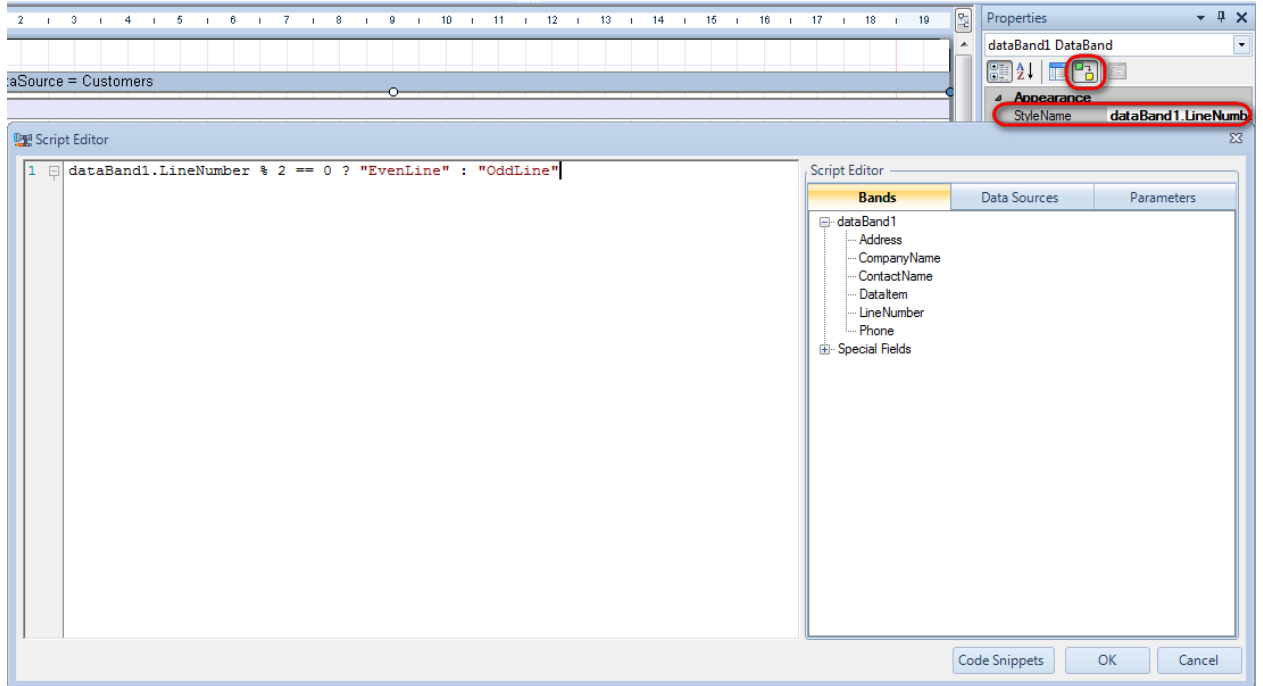 2 3 4 5 6 7 8 9 10 11 12 13 14 15 16 17 18 19
Properties
dataBand1 DataBand
aSource = Customers
Appearance
StyleName dataBand1.LineNumb
Script Editor
1 dataBand1.LineNumber % 2 == 0 ? "EvenLine" : "OddLine"
Script Editor
Bands Data Sources Parameters
dataBand1
Address
CompanyName
ContactName
DataItem
LineNumber
Phone
Special Fields
Code Snippets OK Cancel